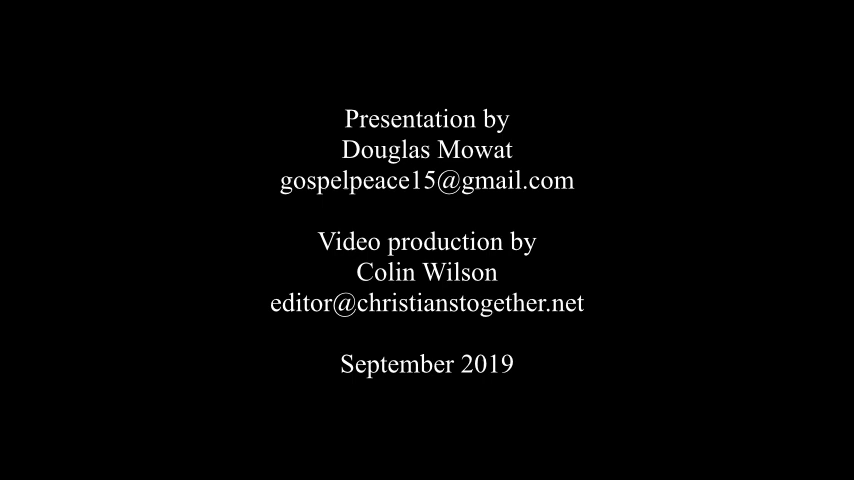 Presentation by
Douglas Mowat
gospelpeace15@gmail.com
Video production by
Colin Wilson
editor@christianstogether.net
September 2019